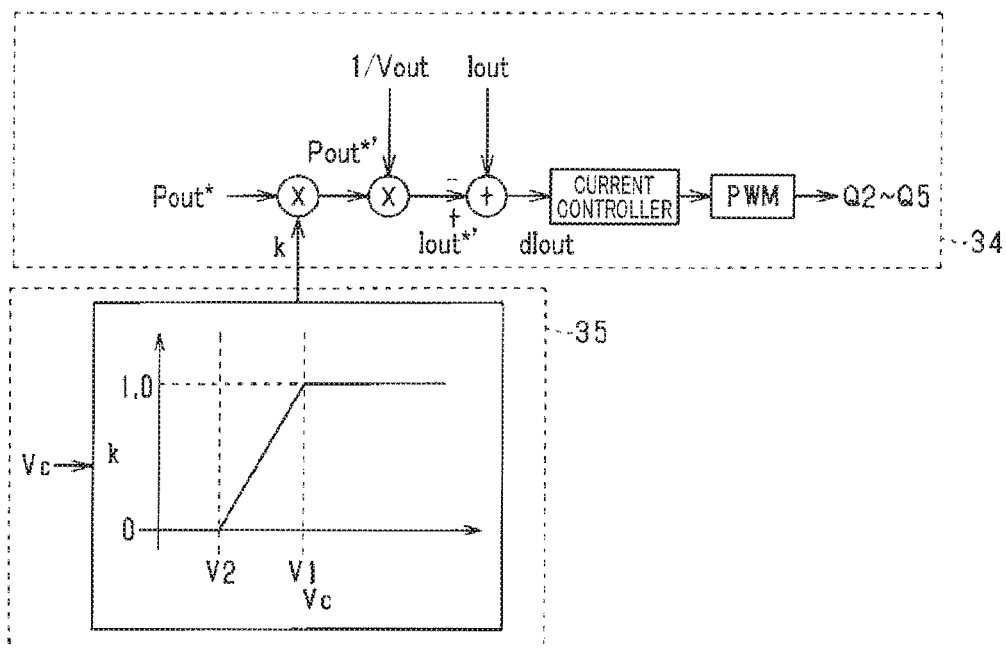 1/Vout Iout
Pout*'
Pout* X X + CURRENT CONTROLLER PWM Q2~Q5
- +
k Iout*' dIout
34
35
1,0
Vc k
0
V2 V1
Vc